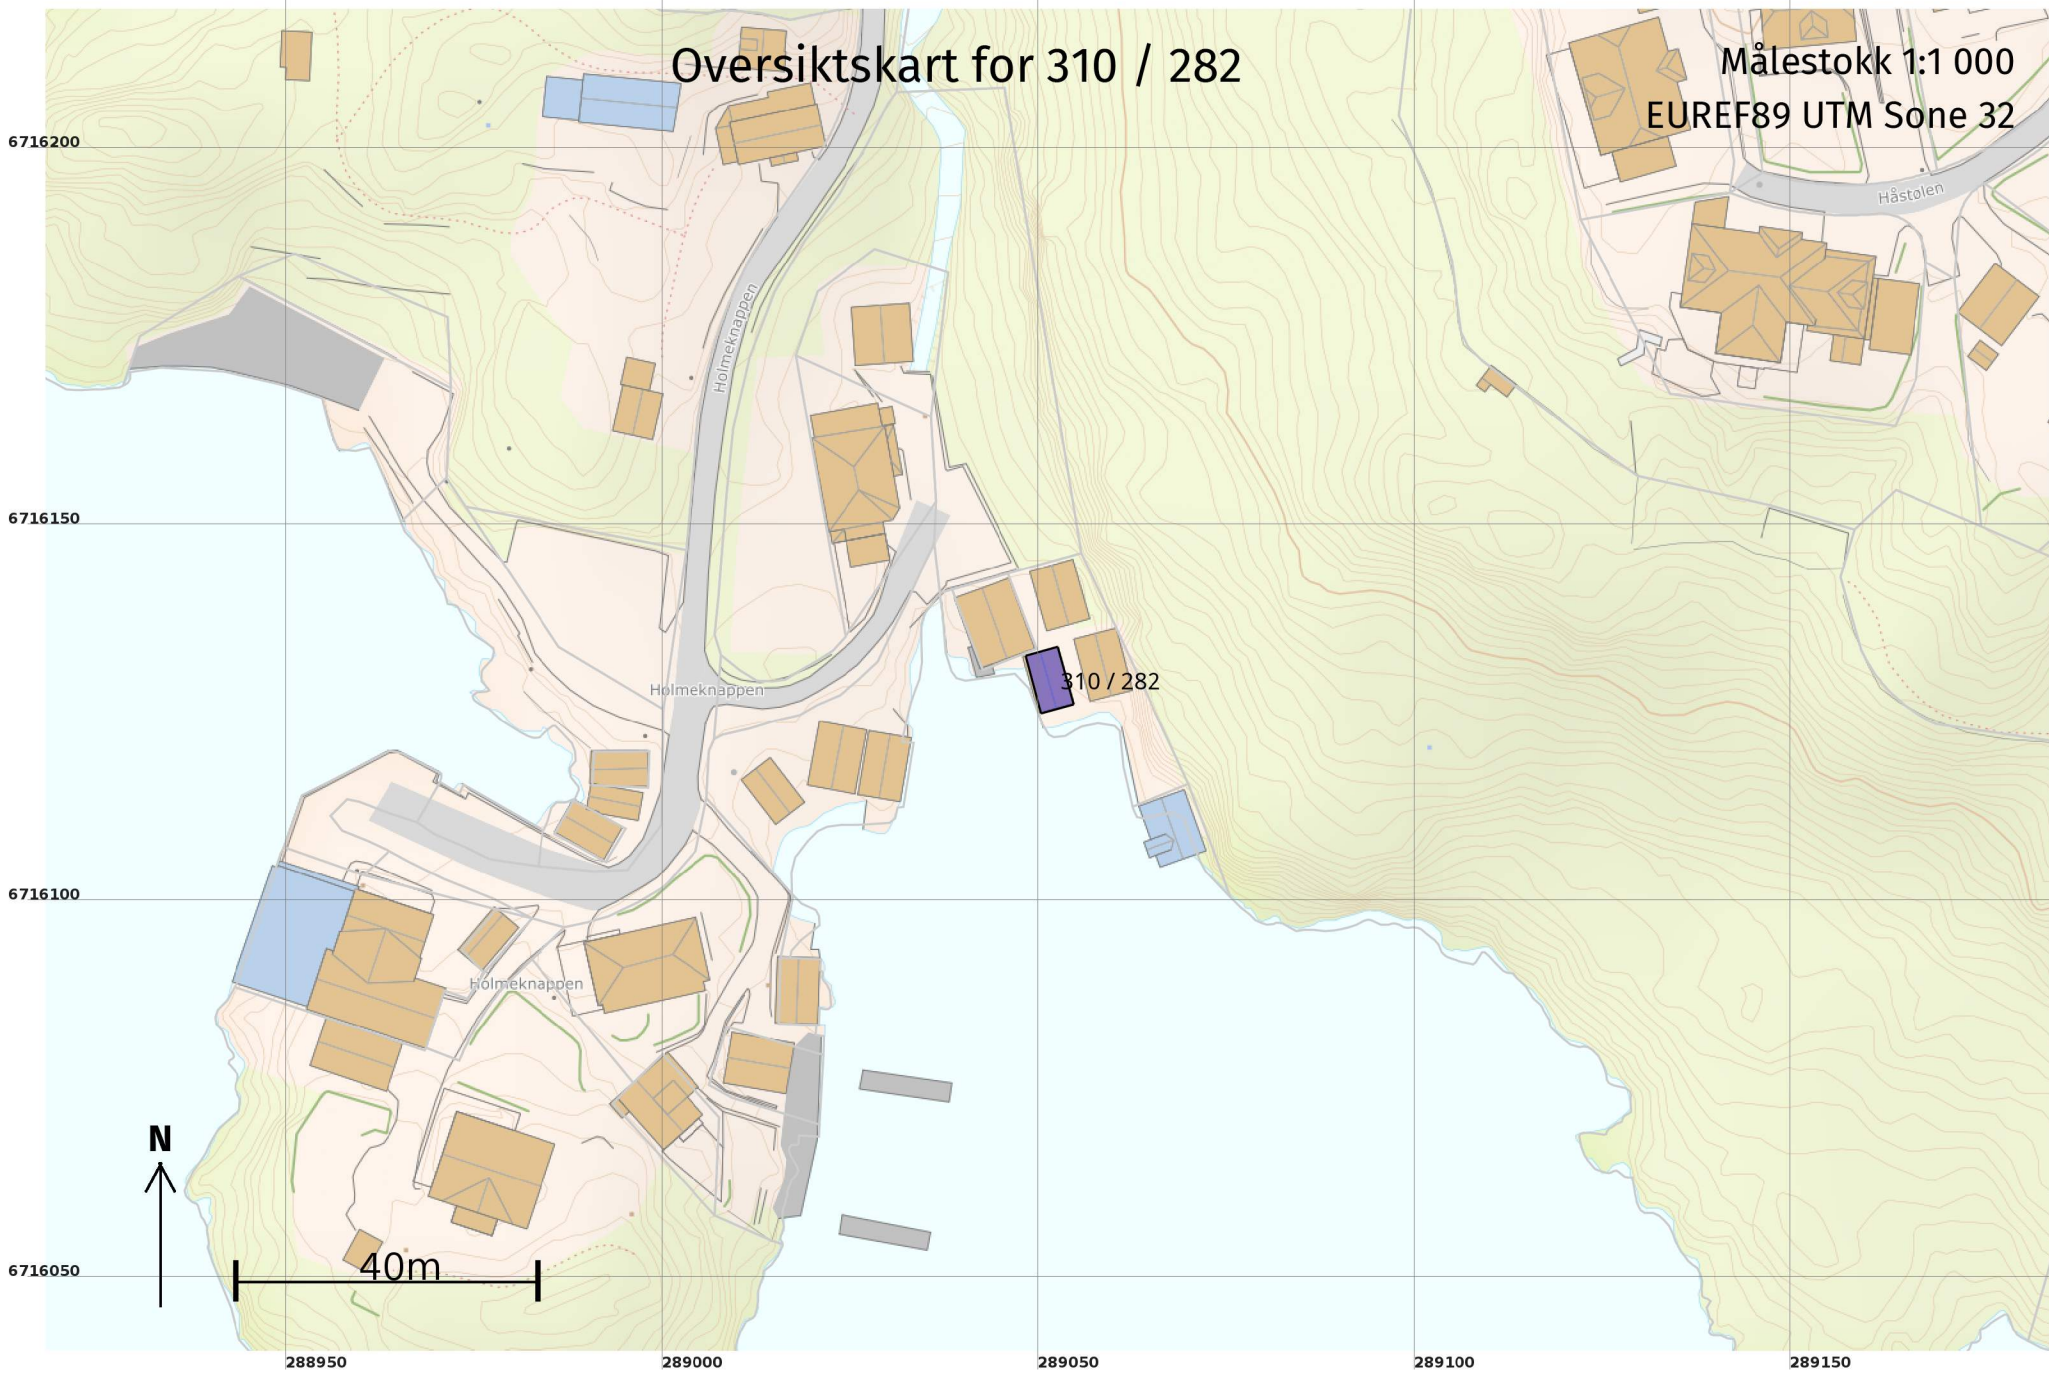 Oversiktskart for 310 / 282
Målestokk 1:1 000
EUREF89 UTM Sone 32
6716200
Håstølen
Holmeknappen
6716150
310 / 282
Holmeknappen
6716100
Holmeknappen
N
40m
6716050
288950
289000
289050
289100
289150